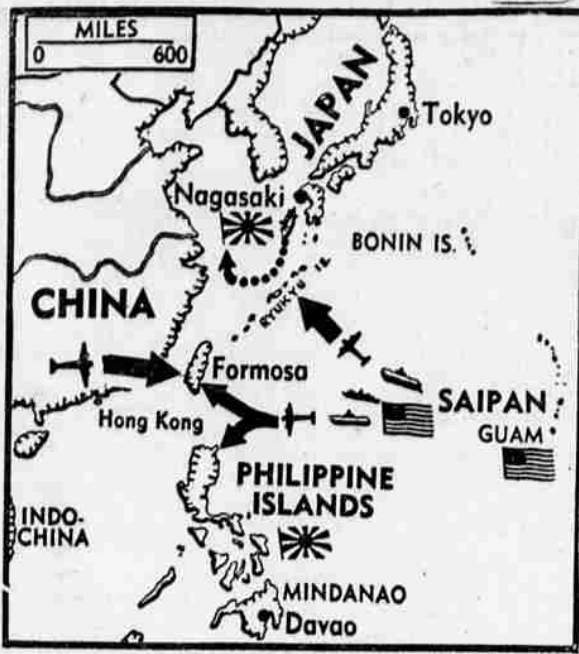 MILES
0 600
JAPAN
Tokyo
Nagasaki
BONIN IS.
RYUKYU IS.
CHINA
Formosa
Hong Kong
SAIPAN
GUAM
PHILIPPINE
ISLANDS
INDO-
CHINA
MINDANAO
Davao